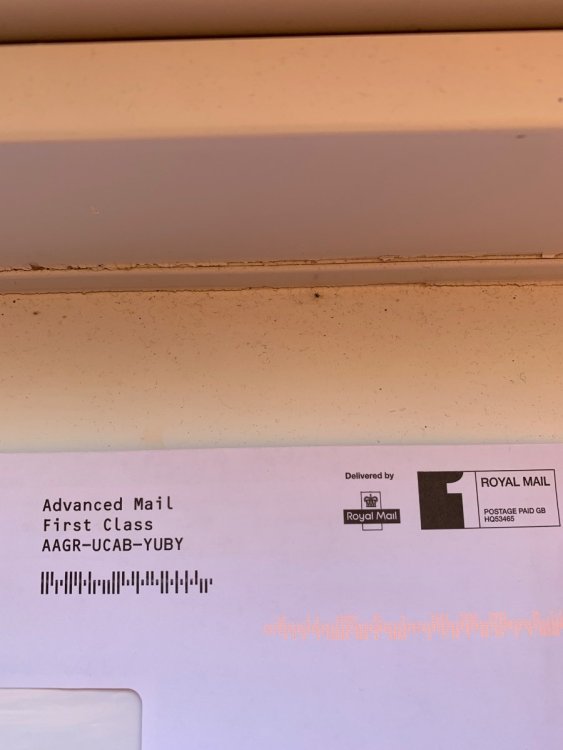 Advanced Mail
First Class
AAGR-UCAB-YUBY
Delivered by
Royal Mail
1
ROYAL MAIL
POSTAGE PAID GB
HQ53465